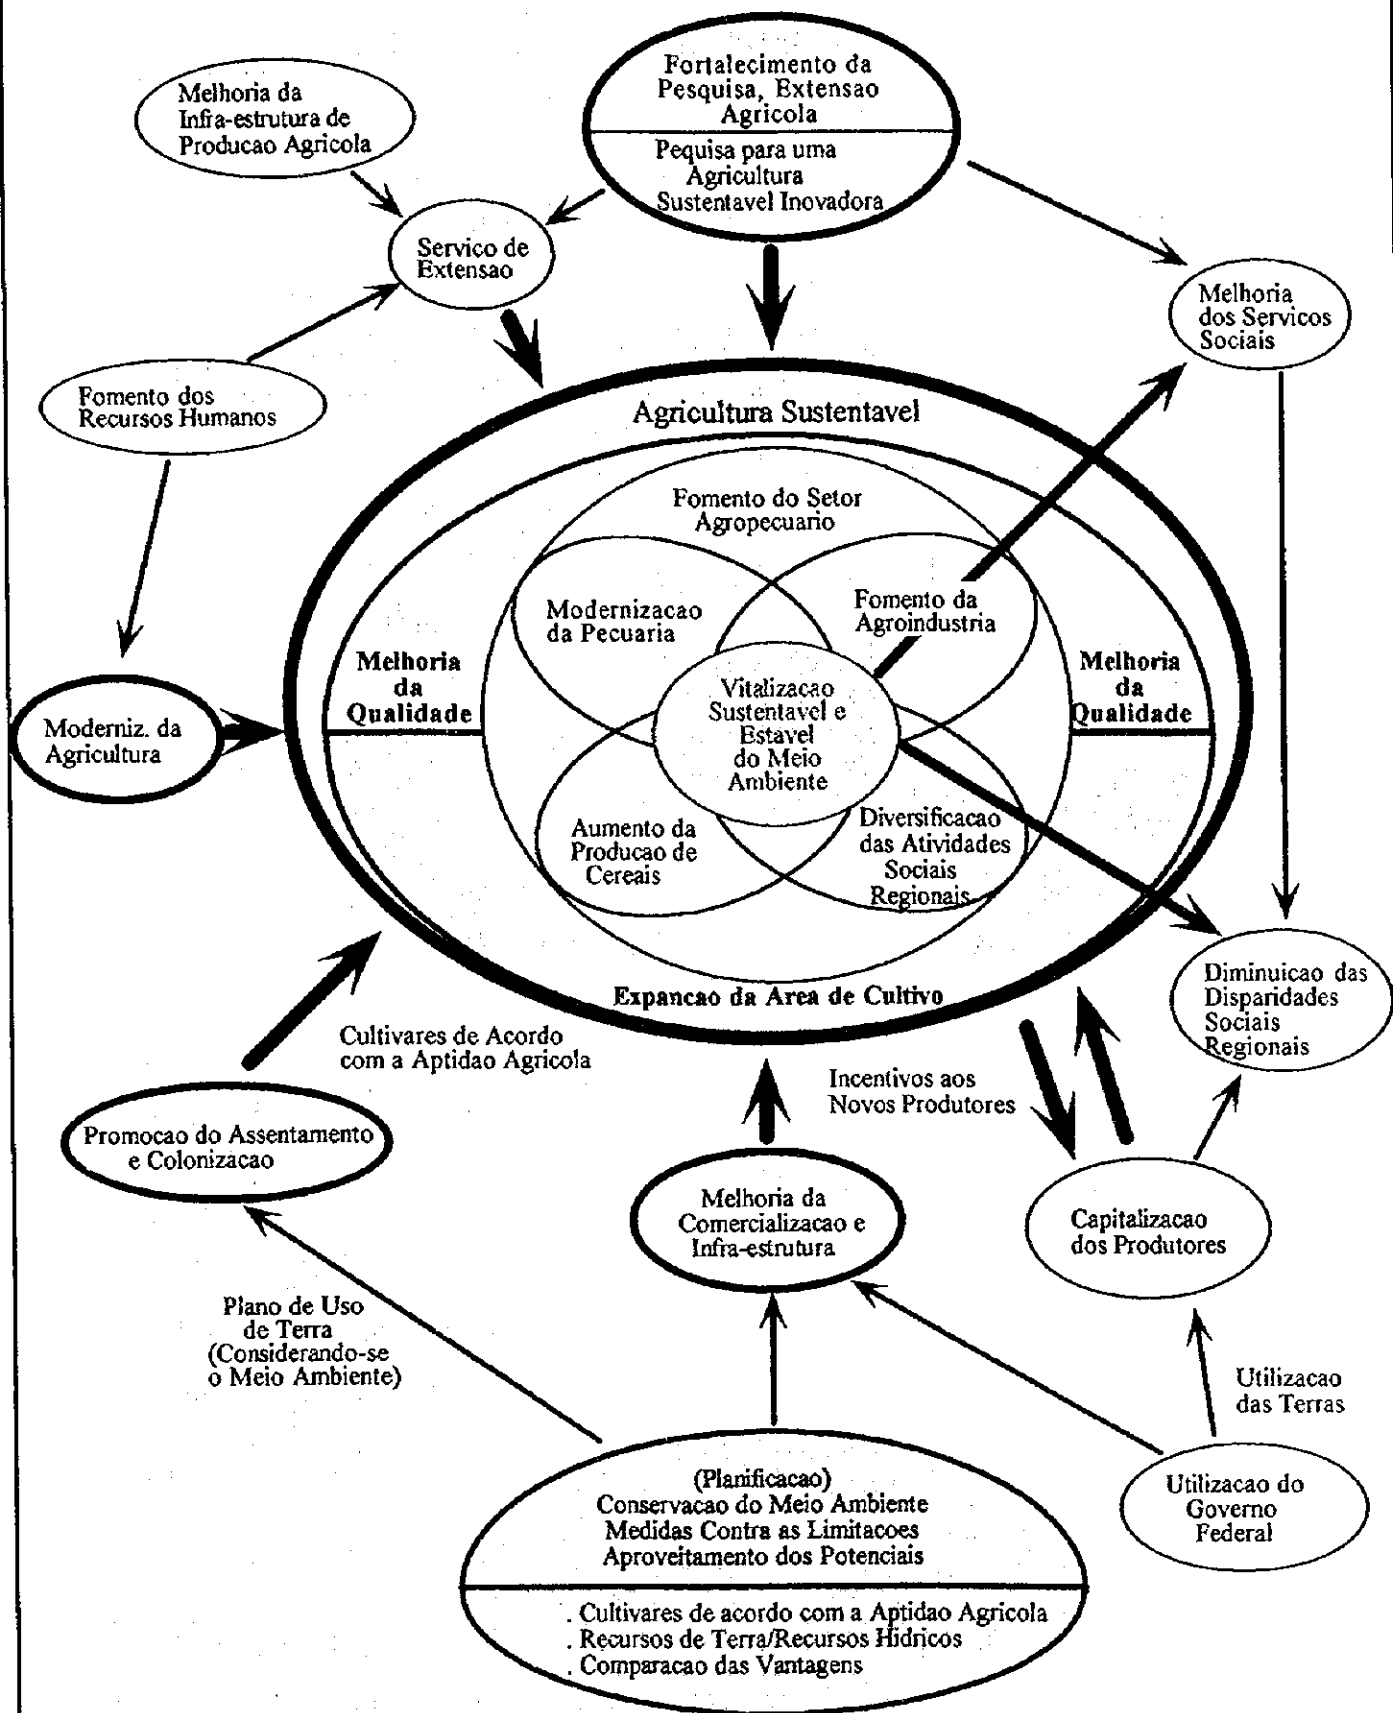 Fortalecimento da
Pesquisa, Extensao
Agricola
Pequisa para uma
Agricultura
Sustentavel Inovadora
Melhoria da
Infra-estrutura de
Producao Agricola
Servico de
Extensao
Melhoria
dos Servicos
Sociais
Fomento dos
Recursos Humanos
Agricultura Sustentavel
Fomento do Setor
Agropecuario
Modernizacao
da Pecuaria
Fomento da
Agroindustria
Melhoria
da
Qualidade
Vitalizacao
Sustentavel e
Estavel
do Meio
Ambiente
Melhoria
da
Qualidade
Moderniz. da
Agricultura
Aumento da
Producao de
Cereais
Diversificacao
das Atividades
Sociais
Regionais
Expancao da Area de Cultivo
Diminuicao das
Disparidades
Sociais
Regionais
Cultivares de Acordo
com a Aptidao Agricola
Incentivos aos
Novos Produtores
Promocao do Assentamento
e Colonizacao
Melhoria da
Comercializacao e
Infra-estrutura
Capitalizacao
dos Produtores
Plano de Uso
de Terra
(Considerando-se
o Meio Ambiente)
Utilizacao
das Terras
(Planificacao)
Conservacao do Meio Ambiente
Medidas Contra as Limitacoes
Aproveitamento dos Potenciais
. Cultivares de acordo com a Aptidao Agricola
. Recursos de Terra/Recursos Hidricos
. Comparacao das Vantagens
Utilizacao do
Governo
Federal